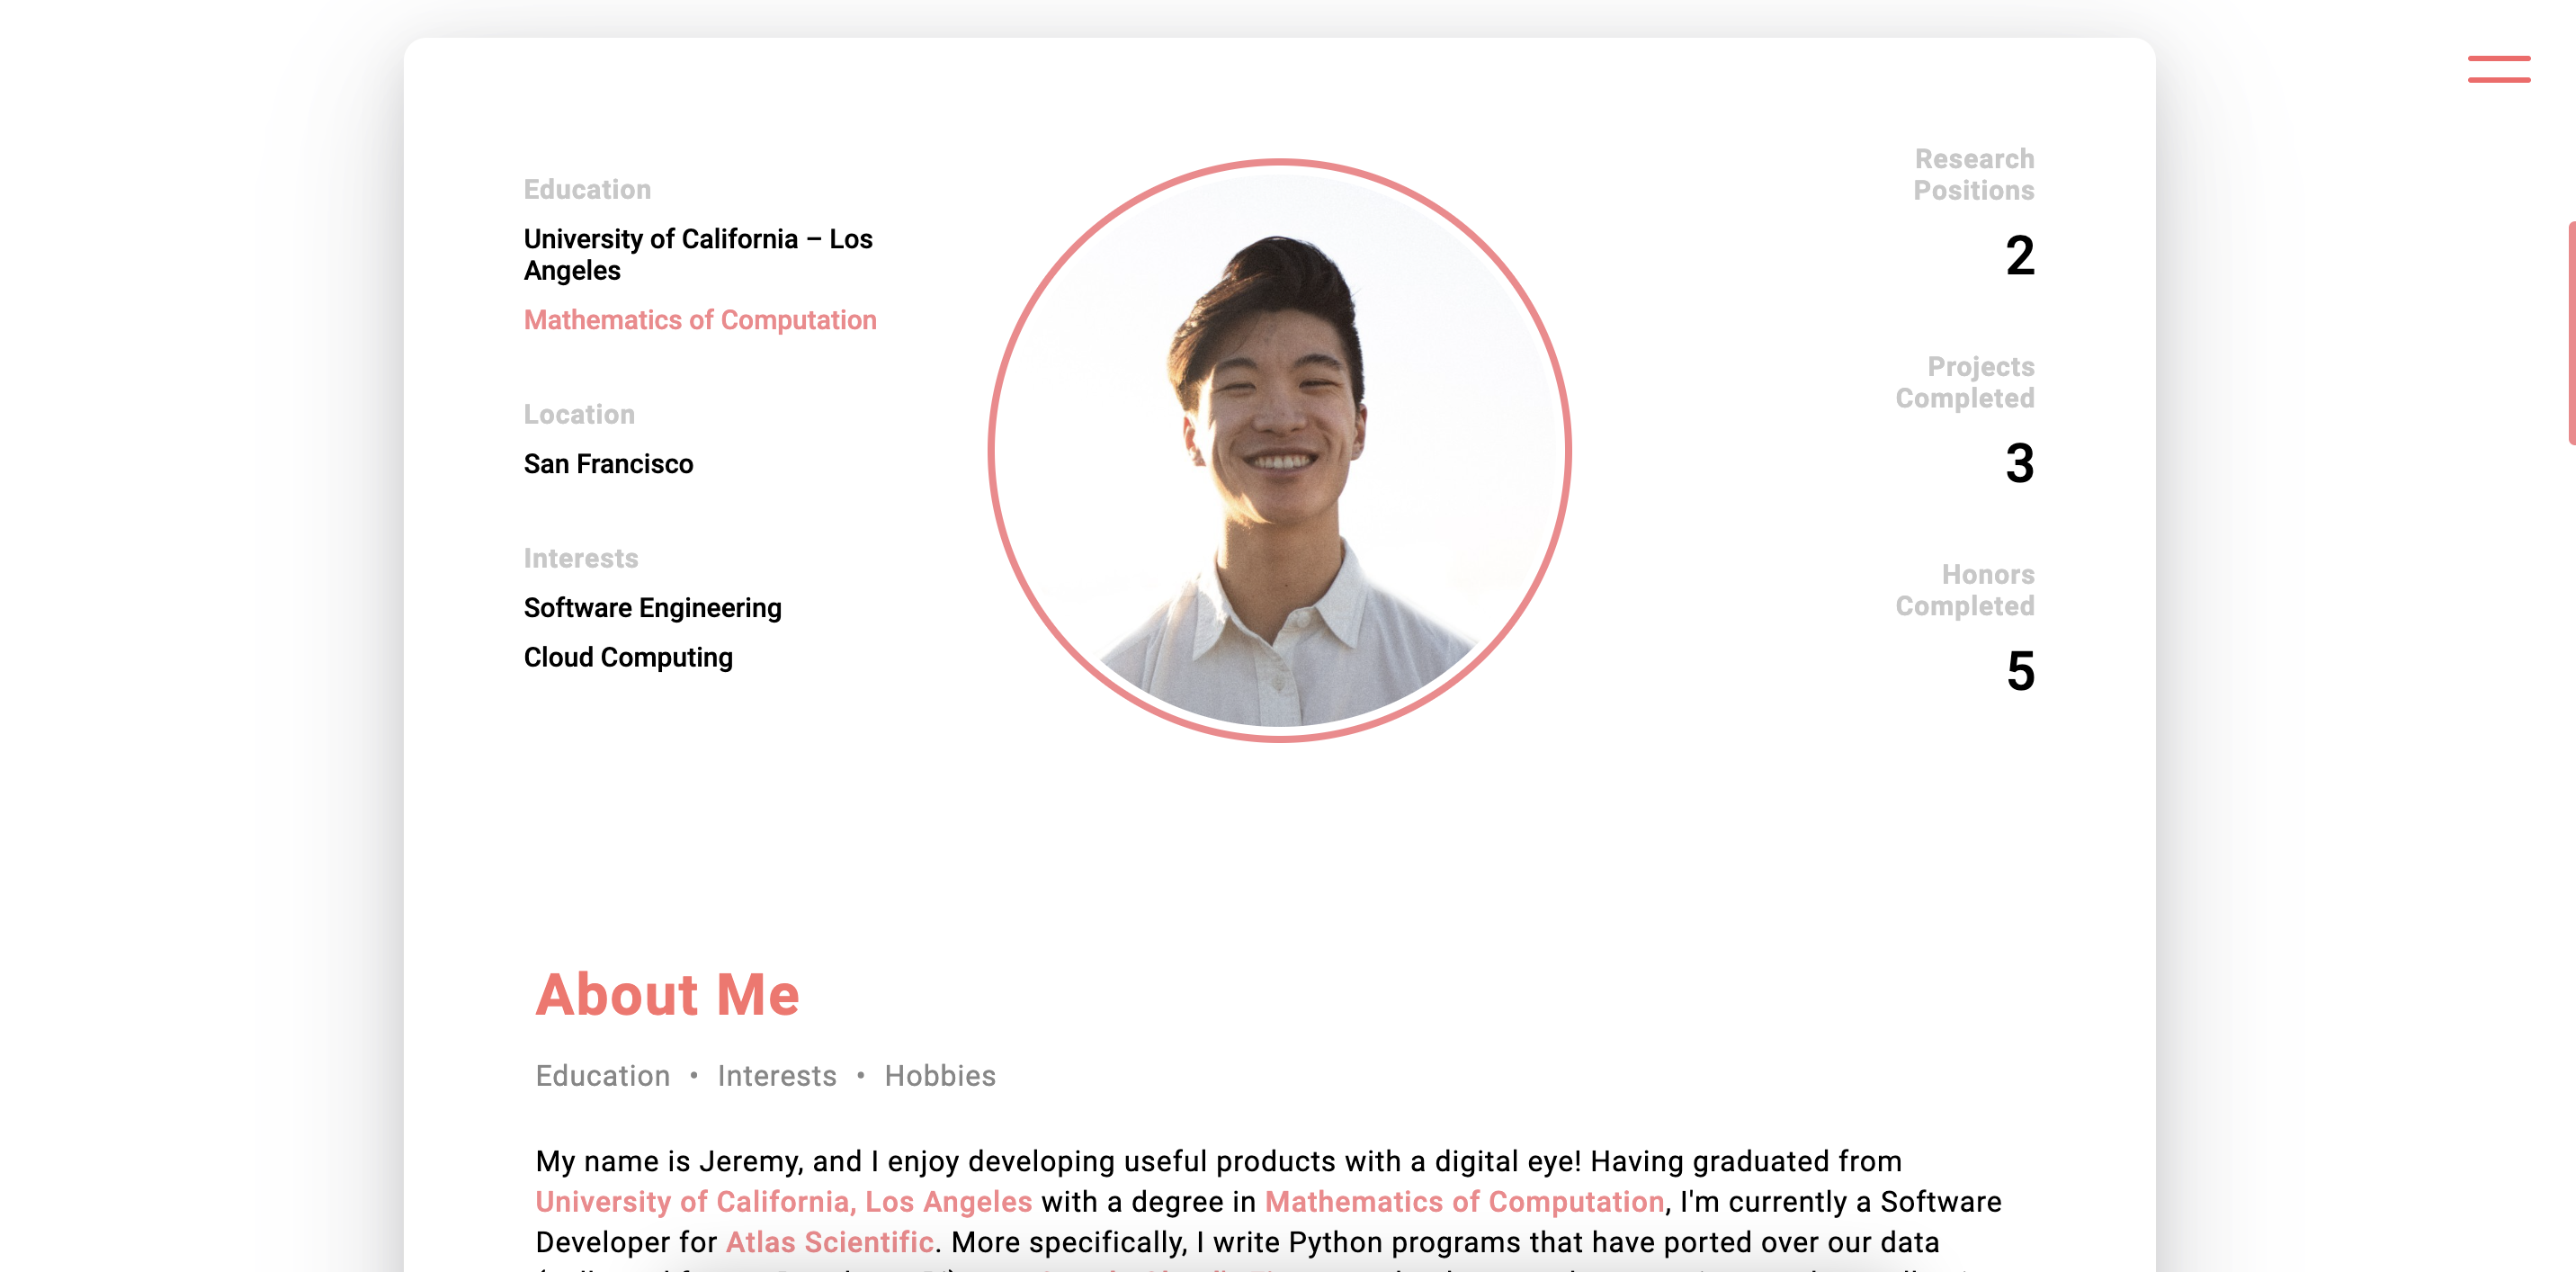 Education
University of California – Los
Angeles
Mathematics of Computation
Location
San Francisco
Interests
Software Engineering
Cloud Computing
Research
Positions
2
Projects
Completed
3
Honors
Completed
5
About Me
Education • Interests • Hobbies
My name is Jeremy, and I enjoy developing useful products with a digital eye! Having graduated from
University of California, Los Angeles with a degree in Mathematics of Computation, I'm currently a Software
Developer for Atlas Scientific. More specifically, I write Python programs that have ported over our data